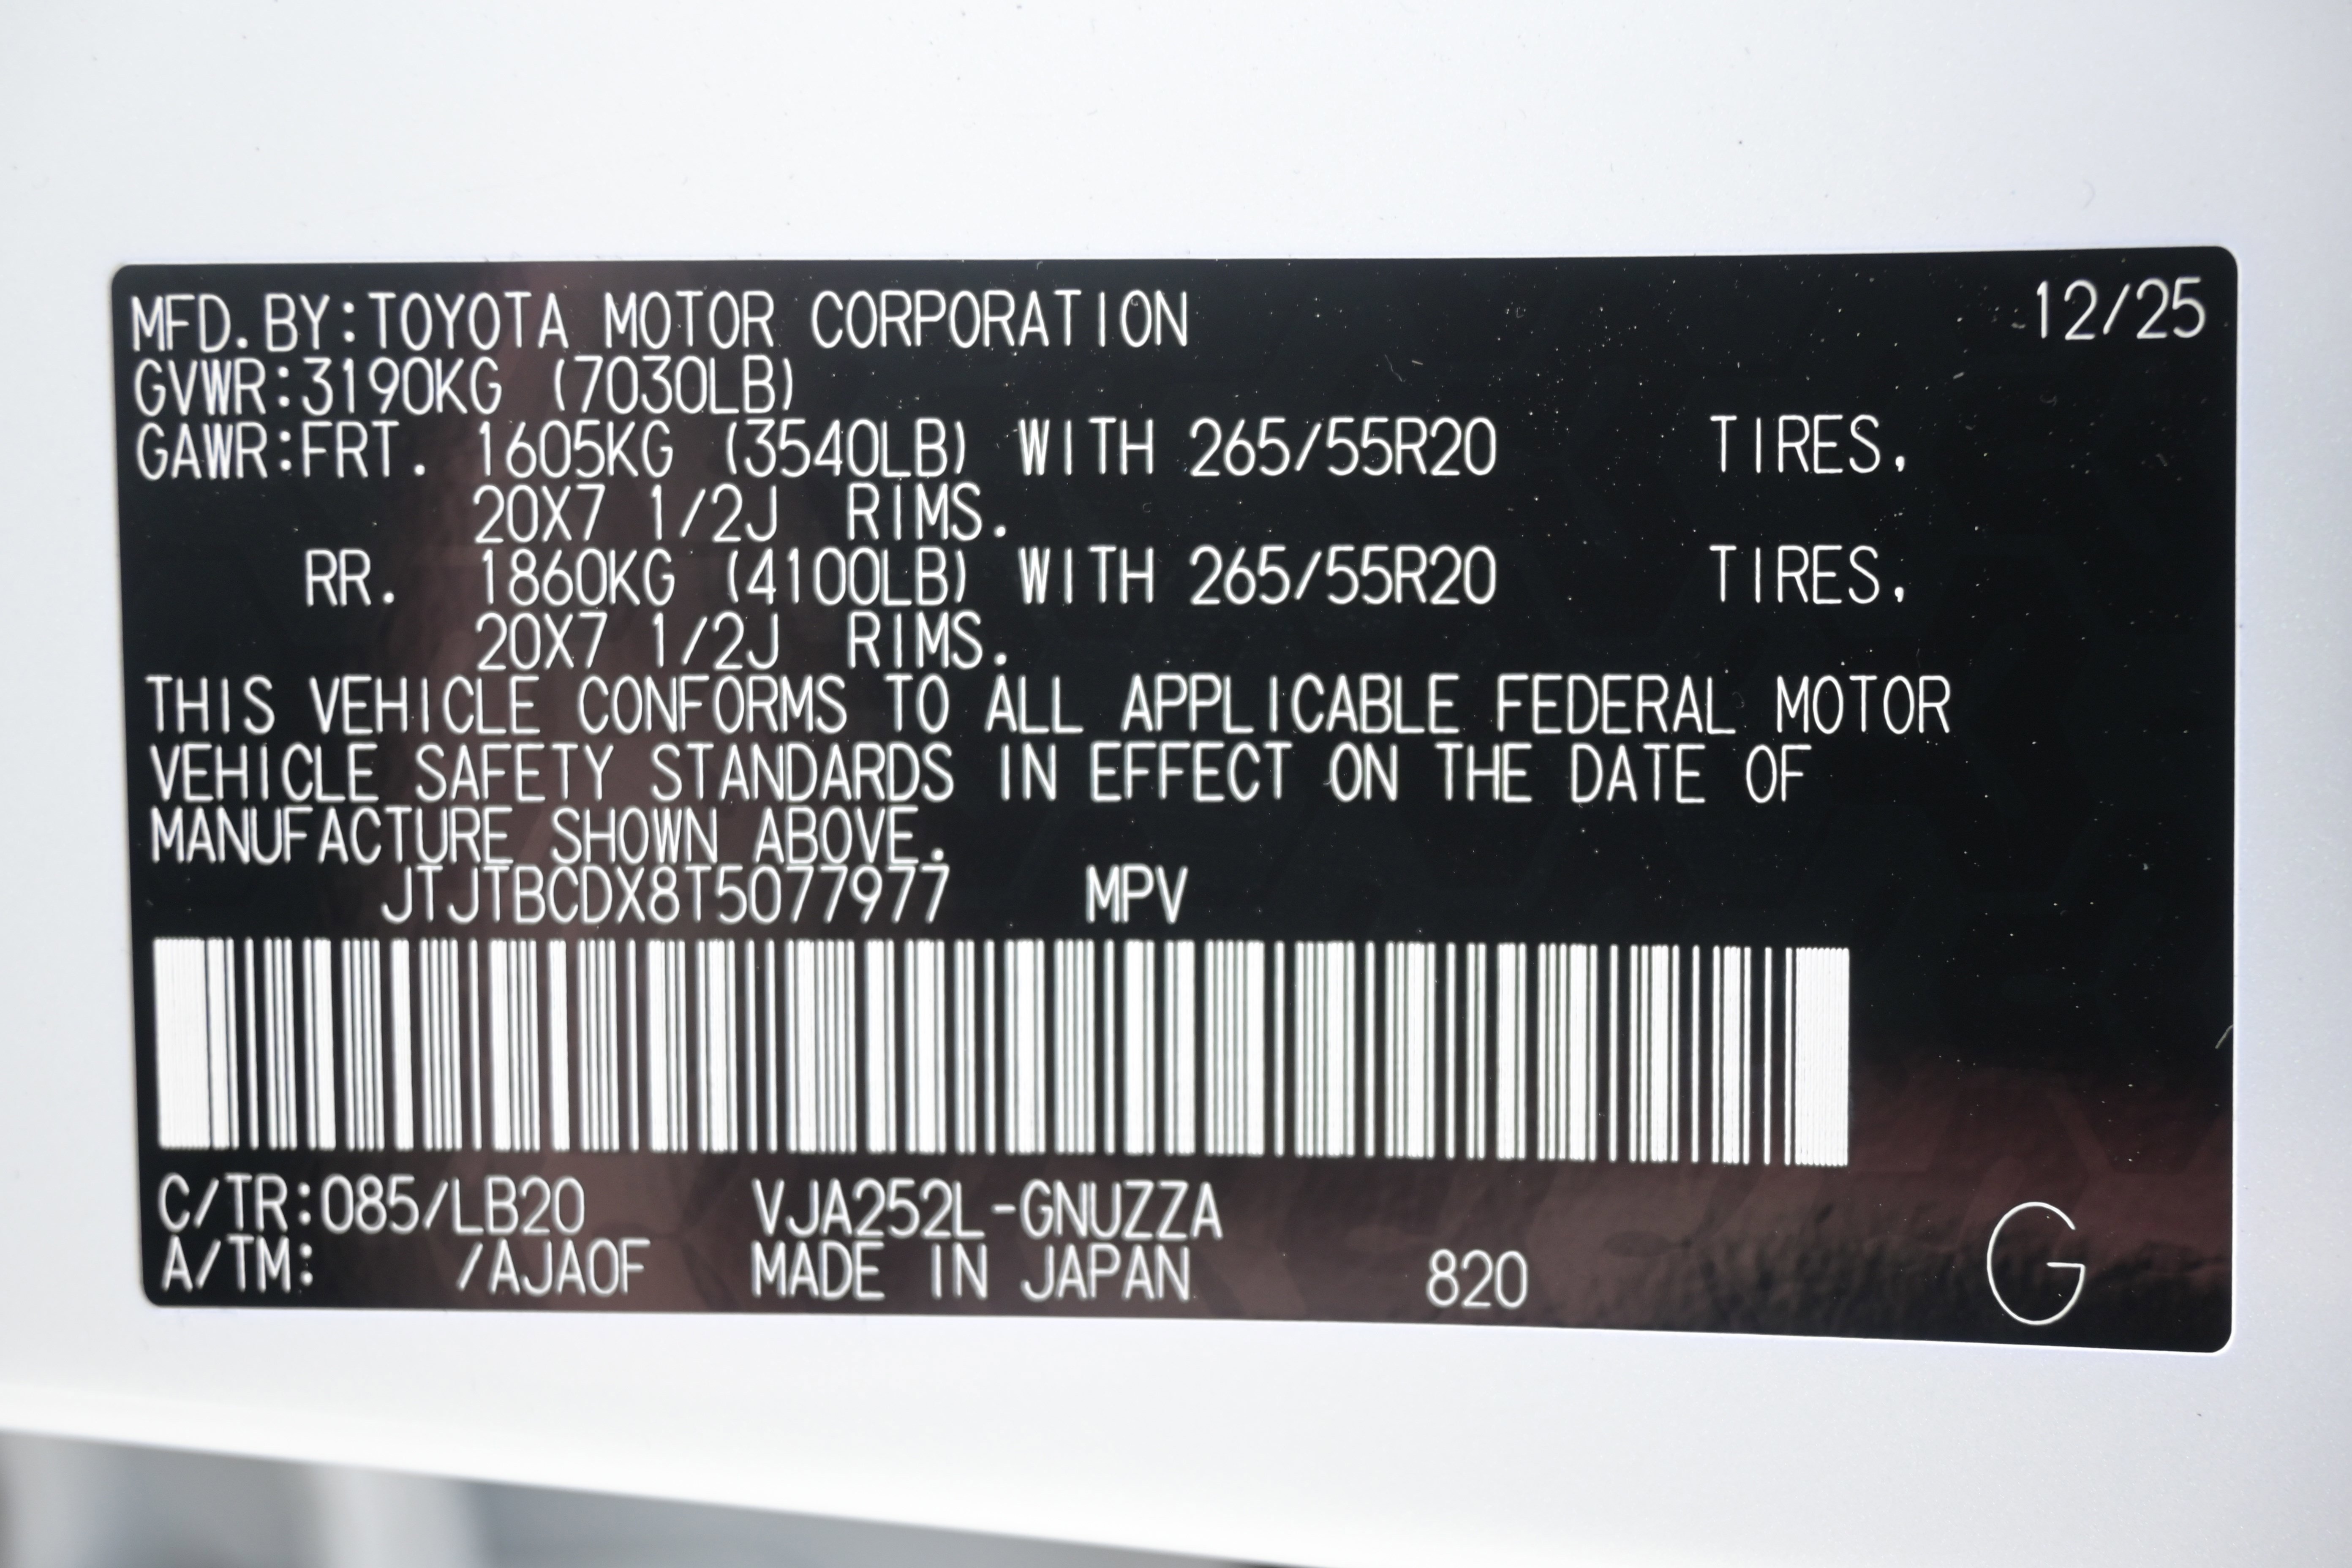 MFD.BY:TOYOTA MOTOR CORPORATION 12/25
GVWR:3190KG (7030LB)
GAWR:FRT. 1605KG (3540LB) WITH 265/55R20 TIRES,
20X7 1/2J RIMS.
RR. 1860KG (4100LB) WITH 265/55R20 TIRES,
20X7 1/2J RIMS.
THIS VEHICLE CONFORMS TO ALL APPLICABLE FEDERAL MOTOR
VEHICLE SAFETY STANDARDS IN EFFECT ON THE DATE OF
MANUFACTURE SHOWN ABOVE.
JTJTBCDX8T5077977 MPV
C/TR:085/LB20 VJA252L-GNUZZA
A/TM: /AJA0F MADE IN JAPAN 820 G